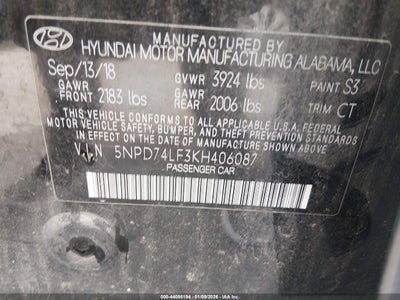 MANUFACTURED BY
HYUNDAI MOTOR MANUFACTURING ALABAMA, LLC
Sep/13/18 GVWR 3924 lbs PAINT S3
GAWR FRONT 2183 lbs GAWR REAR 2006 lbs TRIM CT
THIS VEHICLE CONFORMS TO ALL APPLICABLE FEDERAL
MOTOR VEHICLE SAFETY, BUMPER, AND THEFT PREVENTION STANDARDS
IN EFFECT ON THE DATE OF MANUFACTURE SHOWN ABOVE.
V I N 5NPD74LF3KH406087
PASSENGER CAR
000-44095194 - 01/09/2026 - IAA Inc.